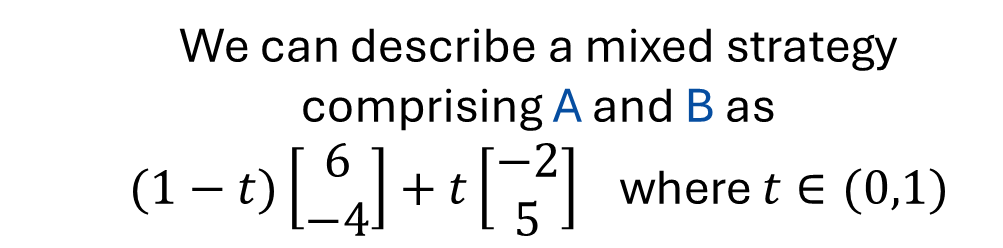 We can describe a mixed strategy
comprising A and B as
(1 − t) [6 −4] + t [−2 5] where t ∈ (0,1)